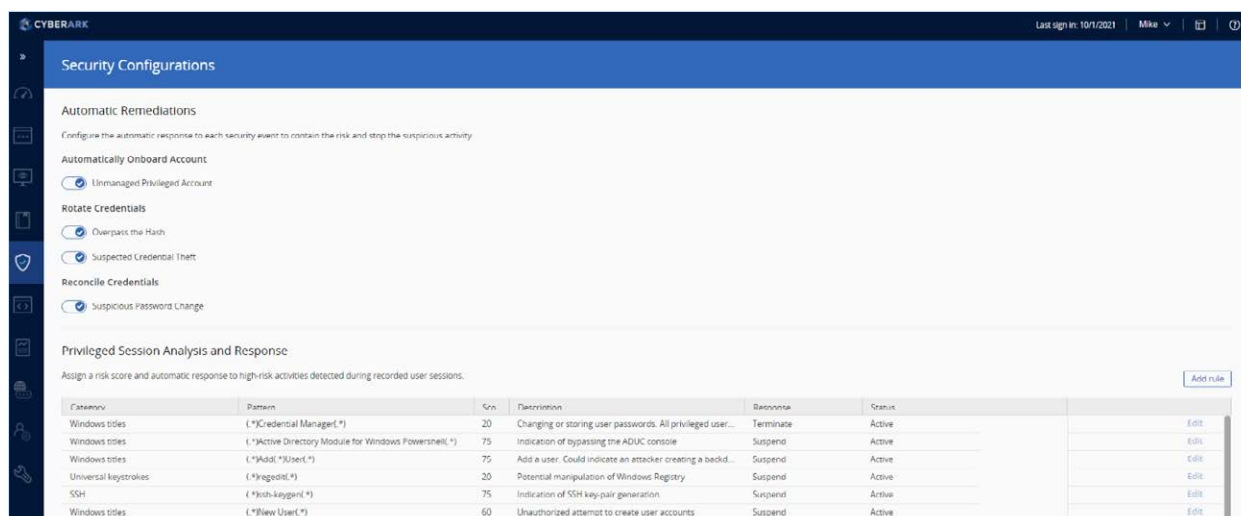 CYBERARK
Last sign in: 10/1/2021 Mike
Security Configurations
Automatic Remediations
Configure the automatic response to each security event to contain the risk and stop the suspicious activity
Automatically Onboard Account
Unmanaged Privileged Account
Rotate Credentials
Overpass the Hash
Suspected Credential Theft
Reconcile Credentials
Suspicious Password Change
Privileged Session Analysis and Response
Assign a risk score and automatic response to high-risk activities detected during recorded user sessions.
Add rule
Category Pattern Sco Description Response Status
Windows titles (.*)Credential Manager(.*) 20 Changing or storing user passwords. All privileged user... Terminate Active Edit
Windows titles (.*)Active Directory Module for Windows Powershell(.*) 75 Indication of bypassing the ADUC console Suspend Active Edit
Windows titles (.*)Add(.*)User(.*) 75 Add a user. Could indicate an attacker creating a backd... Suspend Active Edit
Universal keystrokes (.*)regedit(.*) 20 Potential manipulation of Windows Registry Suspend Active Edit
SSH (.*)ssh-keygen(.*) 75 Indication of SSH key-pair generation Suspend Active Edit
Windows titles (.*)New User(.*) 60 Unauthorized attempt to create user accounts Suspend Active Edit